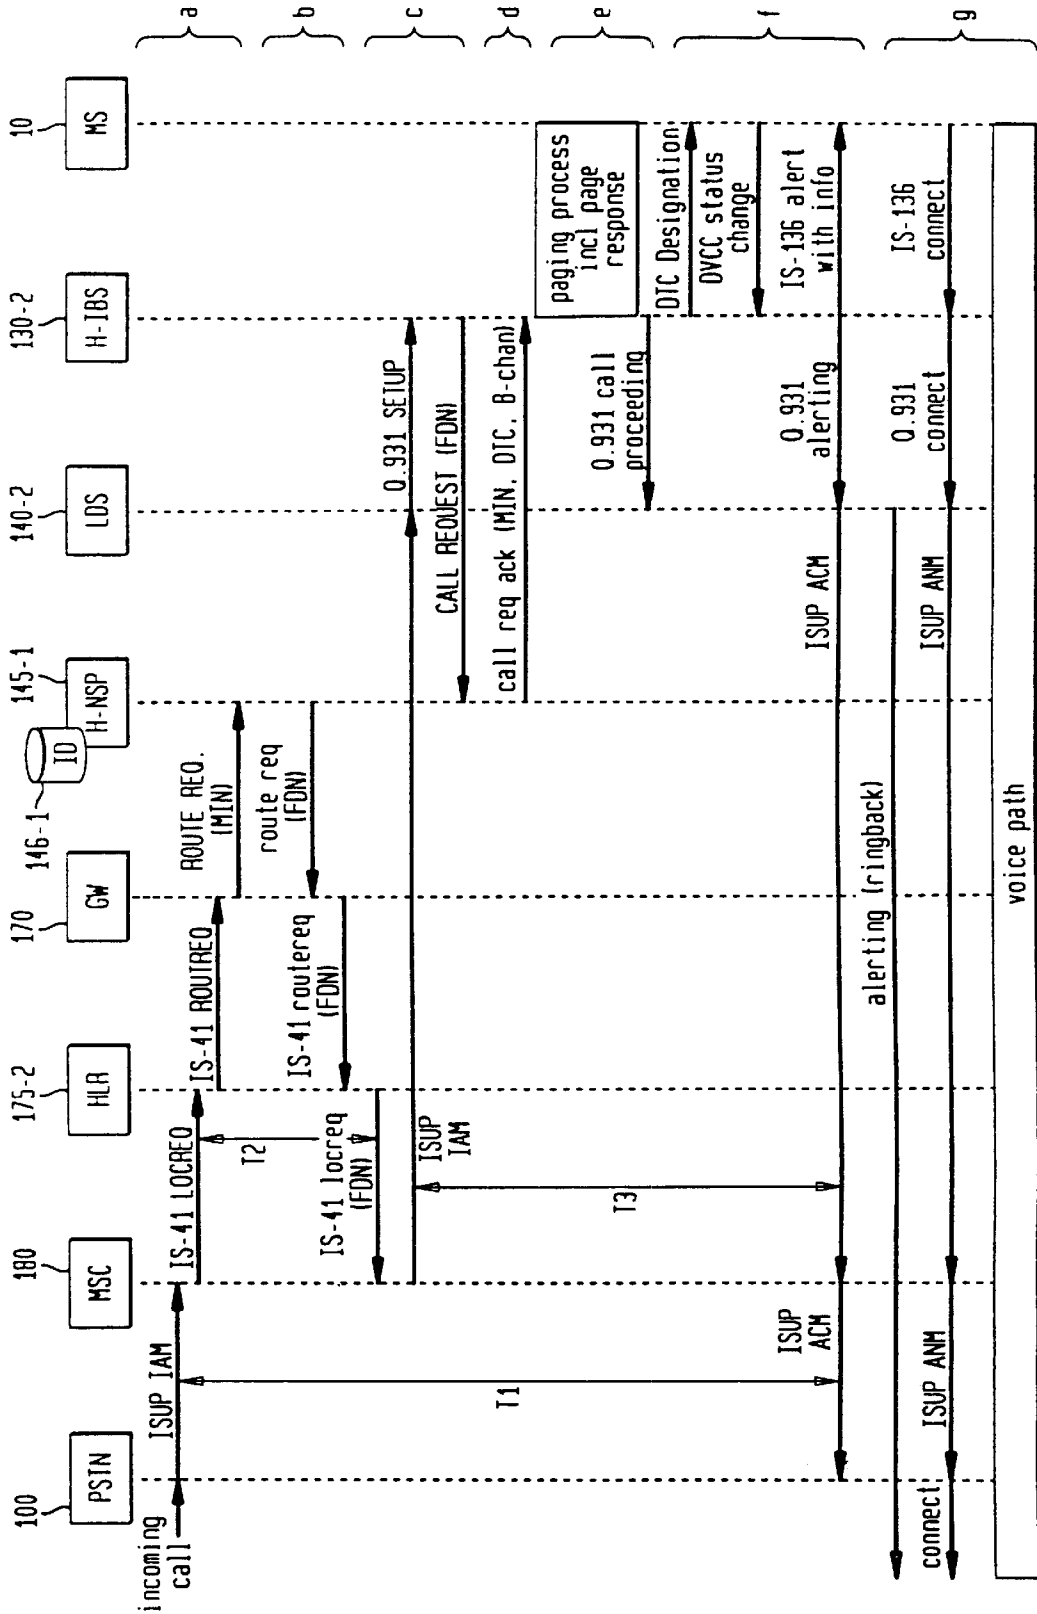 100
PSTN
180
MSC
175-2
HLR
170
GW
146-1
ID
145-1
H-NSP
140-2
LDS
130-2
H-IBS
10
MS
incoming
call
ISUP IAM
IS-41 LOCREQ
IS-41 ROUTREQ
ROUTE REQ.
(MIN)
a
route req
(FDN)
IS-41 routereq
(FDN)
b
T2
IS-41 locreq
(FDN)
ISUP
IAM
Q.931 SETUP
CALL REQUEST (FDN)
c
call req ack (MIN, DTC, B-chan)
d
paging process
incl page
response
Q.931 call
proceeding
e
DTC Designation
DVCC status
change
T1
T3
ISUP
ACM
ISUP ACM
Q.931
alerting
IS-136 alert
with info
f
alerting (ringback)
connect
ISUP ANM
ISUP ANM
Q.931
connect
IS-136
connect
g
voice path